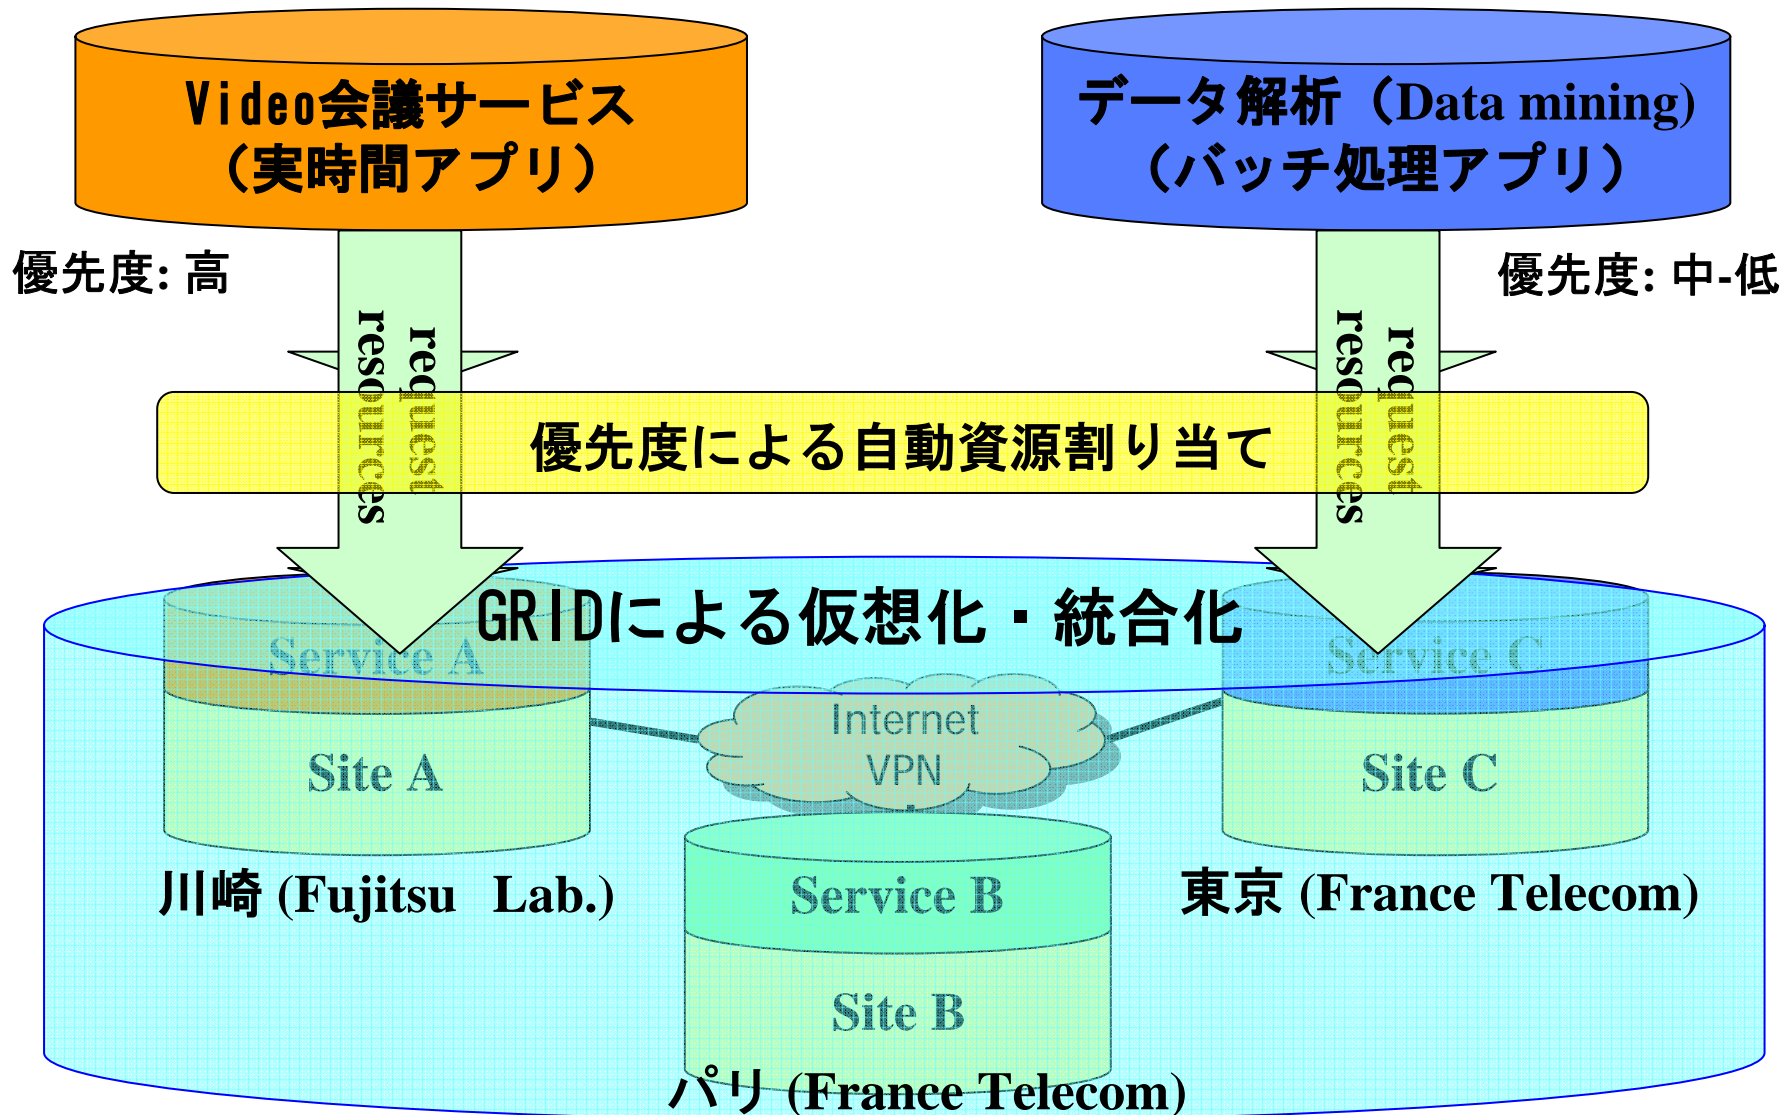 Video会議サービス
（実時間アプリ）
データ解析（Data mining)
（バッチ処理アプリ）
優先度: 高
優先度: 中-低
request
resources
request
resources
優先度による自動資源割り当て
GRIDによる仮想化・統合化
Service A
Service C
Internet
VPN
Site A
Site C
川崎 (Fujitsu Lab.)
東京 (France Telecom)
Service B
Site B
パリ (France Telecom)